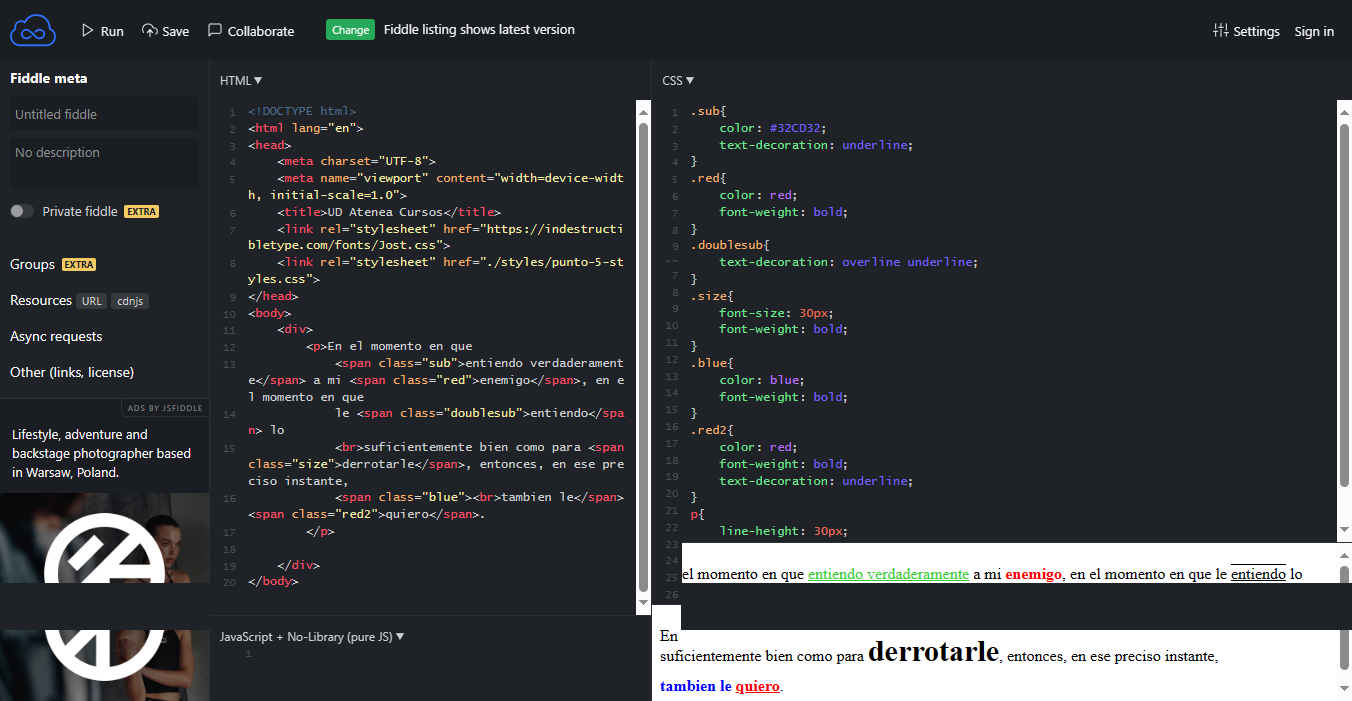 Run Save Collaborate Change Fiddle listing shows latest version Settings Sign in
Fiddle meta
Untitled fiddle
No description
Private fiddle EXTRA
Groups EXTRA
Resources URL cdnjs
Async requests
Other (links, license)
ADS BY JSFIDDLE
Lifestyle, adventure and
backstage photographer based
in Warsaw, Poland.
HTML
1 <!DOCTYPE html>
2 <html lang="en">
3 <head>
4 <meta charset="UTF-8">
5 <meta name="viewport" content="width=device-widt
h, initial-scale=1.0">
6 <title>UD Atenea Cursos</title>
7 <link rel="stylesheet" href="https://indestructi
bletype.com/fonts/Jost.css">
8 <link rel="stylesheet" href="./styles/punto-5-st
yles.css">
9 </head>
10 <body>
11 <div>
12 <p>En el momento en que
13 <span class="sub">entiendo verdaderament
e</span> a mi <span class="red">enemigo</span>, en e
l momento en que
14 le <span class="doublesub">entiendo</spa
n> lo
15 <br>suficientemente bien como para <span
class="size">derrotarle</span>, entonces, en ese pre
ciso instante,
16 <span class="blue"><br>tambien le</span>
<span class="red2">quiero</span>.
17 </p>
18
19 </div>
20 </body>
JavaScript + No-Library (pure JS)
1
CSS
1 .sub{
2 color: #32CD32;
3 text-decoration: underline;
4 }
5 .red{
6 color: red;
7 font-weight: bold;
8 }
9 .doublesub{
-- text-decoration: overline underline;
7 }
8 .size{
9 font-size: 30px;
10 font-weight: bold;
11 }
12 .blue{
13 color: blue;
14 font-weight: bold;
15 }
16 .red2{
17 color: red;
18 font-weight: bold;
19 text-decoration: underline;
20 }
21 p{
22 line-height: 30px;
23
24
25
26
el momento en que entiendo verdaderamente a mi enemigo, en el momento en que le entiendo lo
En
suficientemente bien como para derrotarle, entonces, en ese preciso instante,
tambien le quiero.